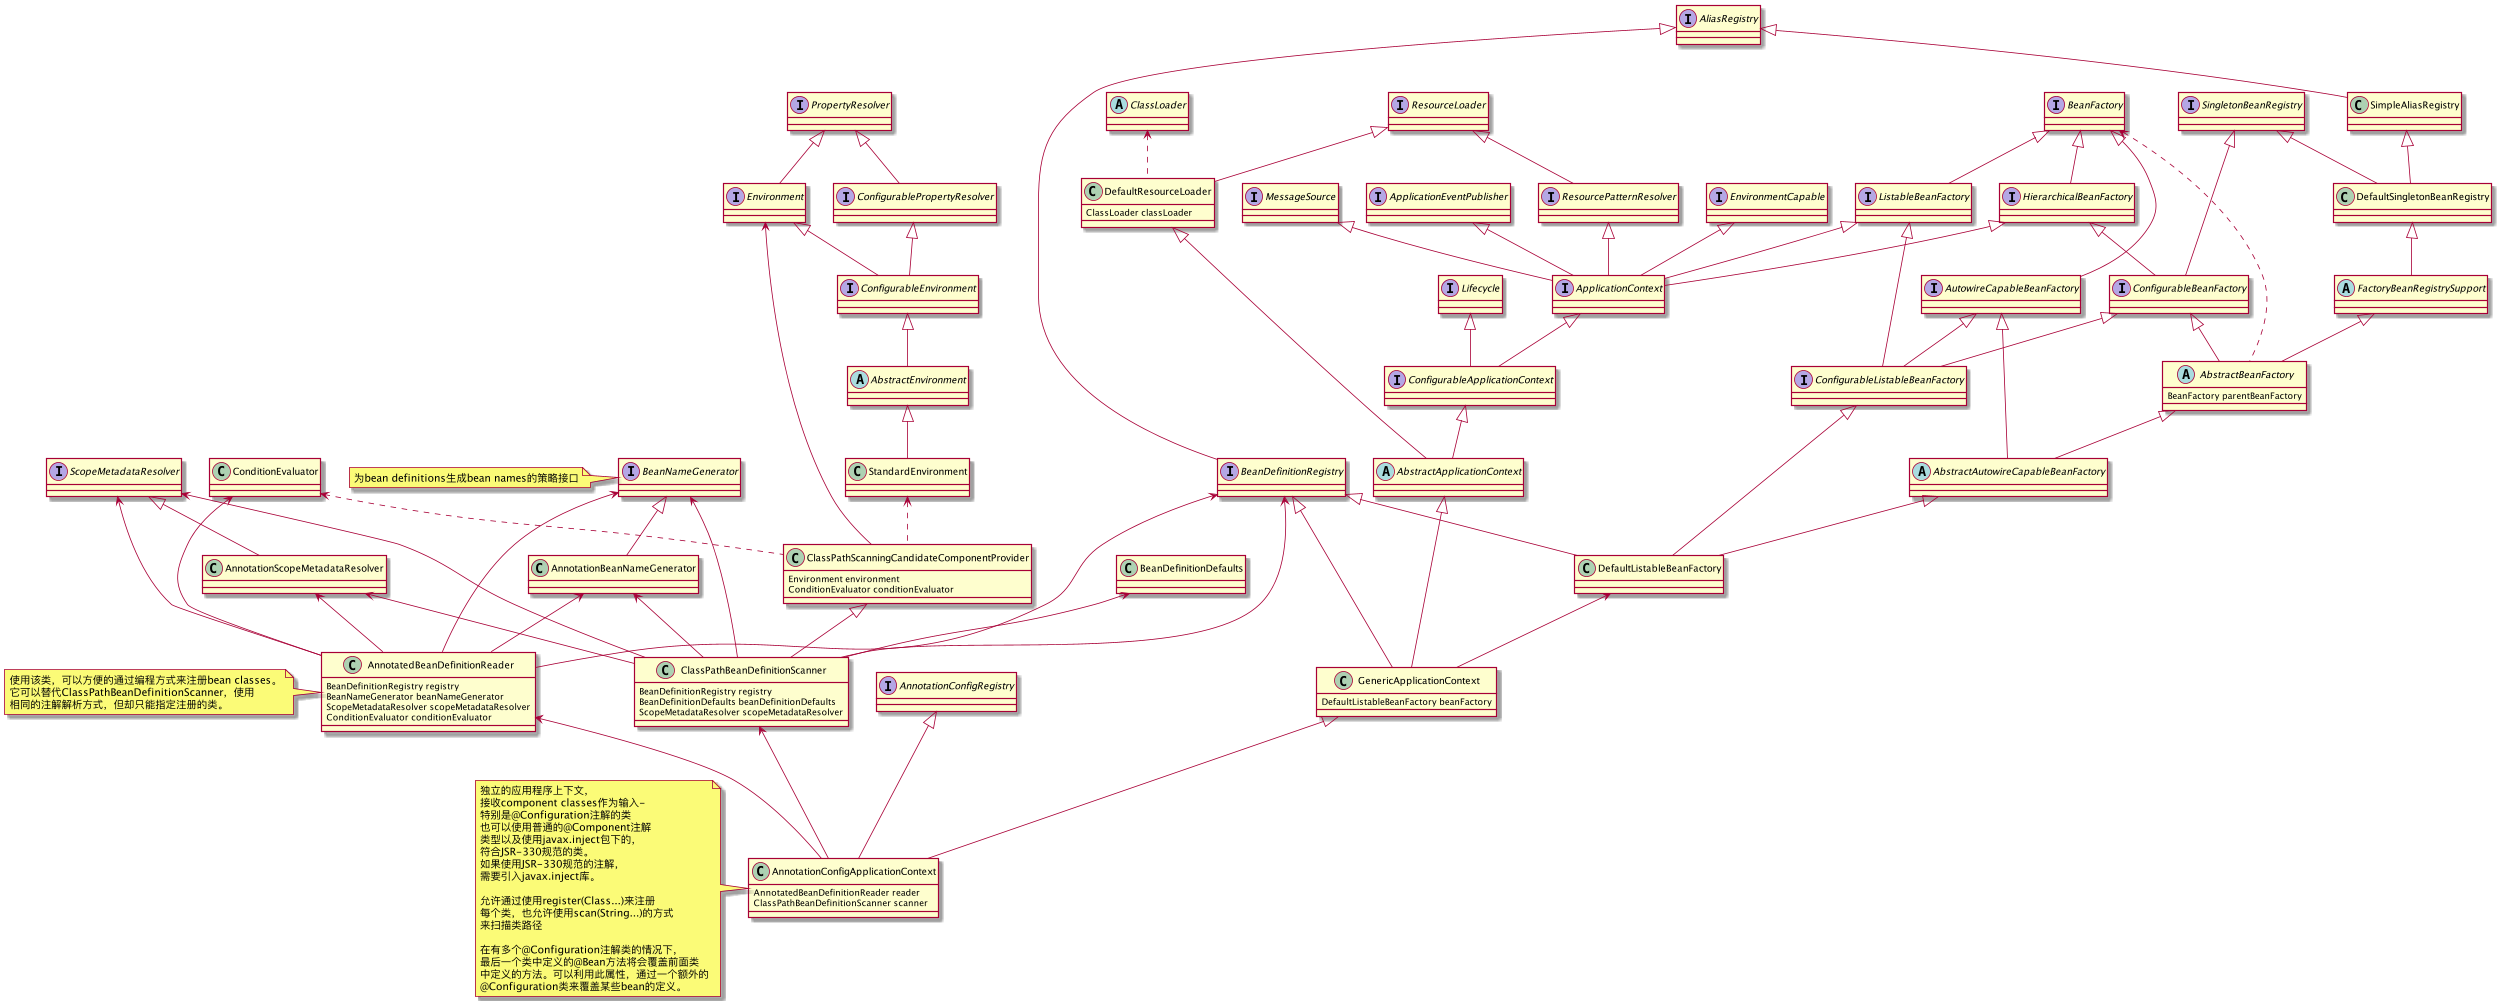 I AliasRegistry
I PropertyResolver
A ClassLoader
I ResourceLoader
I BeanFactory
I SingletonBeanRegistry
C SimpleAliasRegistry
I Environment
I ConfigurablePropertyResolver
C DefaultResourceLoader
ClassLoader classLoader
I MessageSource
I ApplicationEventPublisher
I ResourcePatternResolver
I EnvironmentCapable
I ListableBeanFactory
I HierarchicalBeanFactory
C DefaultSingletonBeanRegistry
I ConfigurableEnvironment
I Lifecycle
I ApplicationContext
I AutowireCapableBeanFactory
I ConfigurableBeanFactory
A FactoryBeanRegistrySupport
A AbstractEnvironment
I ConfigurableApplicationContext
I ConfigurableListableBeanFactory
A AbstractBeanFactory
BeanFactory parentBeanFactory
I ScopeMetadataResolver
C ConditionEvaluator
为bean definitions生成bean names的策略接口
I BeanNameGenerator
C StandardEnvironment
I BeanDefinitionRegistry
A AbstractApplicationContext
A AbstractAutowireCapableBeanFactory
C AnnotationScopeMetadataResolver
C AnnotationBeanNameGenerator
C ClassPathScanningCandidateComponentProvider
Environment environment
ConditionEvaluator conditionEvaluator
C BeanDefinitionDefaults
C DefaultListableBeanFactory
使用该类，可以方便的通过编程方式来注册bean classes。
它可以替代ClassPathBeanDefinitionScanner，使用
相同的注解解析方式，但却只能指定注册的类。
C AnnotatedBeanDefinitionReader
BeanDefinitionRegistry registry
BeanNameGenerator beanNameGenerator
ScopeMetadataResolver scopeMetadataResolver
ConditionEvaluator conditionEvaluator
C ClassPathBeanDefinitionScanner
BeanDefinitionRegistry registry
BeanDefinitionDefaults beanDefinitionDefaults
ScopeMetadataResolver scopeMetadataResolver
I AnnotationConfigRegistry
C GenericApplicationContext
DefaultListableBeanFactory beanFactory
独立的应用程序上下文，
接收component classes作为输入-
特别是@Configuration注解的类
也可以使用普通的@Component注解
类型以及使用javax.inject包下的，
符合JSR-330规范的类。
如果使用JSR-330规范的注解，
需要引入javax.inject库。
允许通过使用register(Class...)来注册
每个类，也允许使用scan(String...)的方式
来扫描类路径
在有多个@Configuration注解类的情况下，
最后一个类中定义的@Bean方法将会覆盖前面类
中定义的方法。可以利用此属性，通过一个额外的
@Configuration类来覆盖某些bean的定义。
C AnnotationConfigApplicationContext
AnnotatedBeanDefinitionReader reader
ClassPathBeanDefinitionScanner scanner